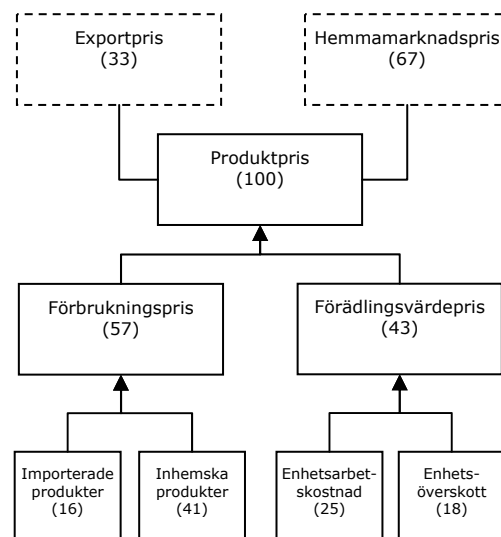 Exportpris
(33)
Hemmamarknadspris
(67)
Produktpris
(100)
Förbrukningspris
(57)
Förädlingsvärdepris
(43)
Importerade
produkter
(16)
Inhemska
produkter
(41)
Enhetsarbet-
skostnad
(25)
Enhets-
överskott
(18)